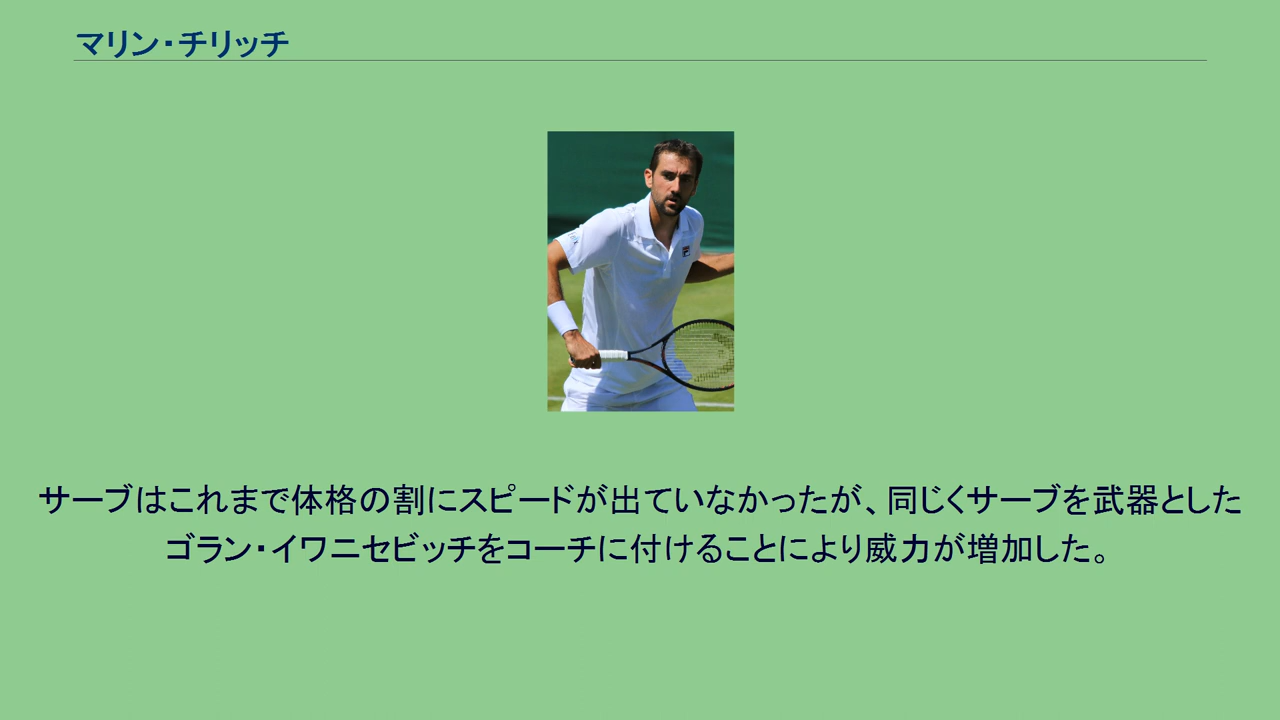 マリン・チリッチ
サーブはこれまで体格の割にスピードが出ていなかったが、同じくサーブを武器とした
ゴラン・イワニセビッチをコーチに付けることにより威力が増加した。